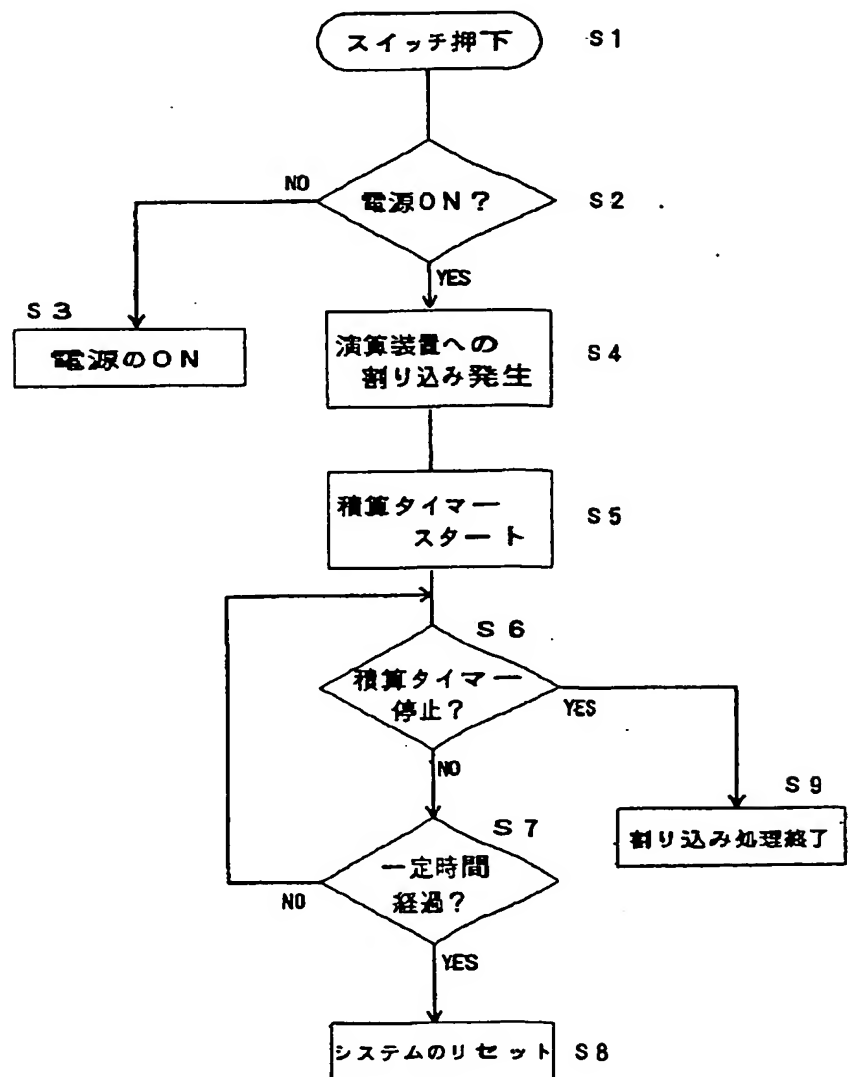 スイッチ押下 S1
NO
電源ON? S2
YES
S3
電源のON
演算装置への
割り込み発生
S4
積算タイマー
スタート
S5
S6
積算タイマー
停止?
YES
NO
S9
割り込み処理終了
S7
一定時間
経過?
NO
YES
システムのリセット S8